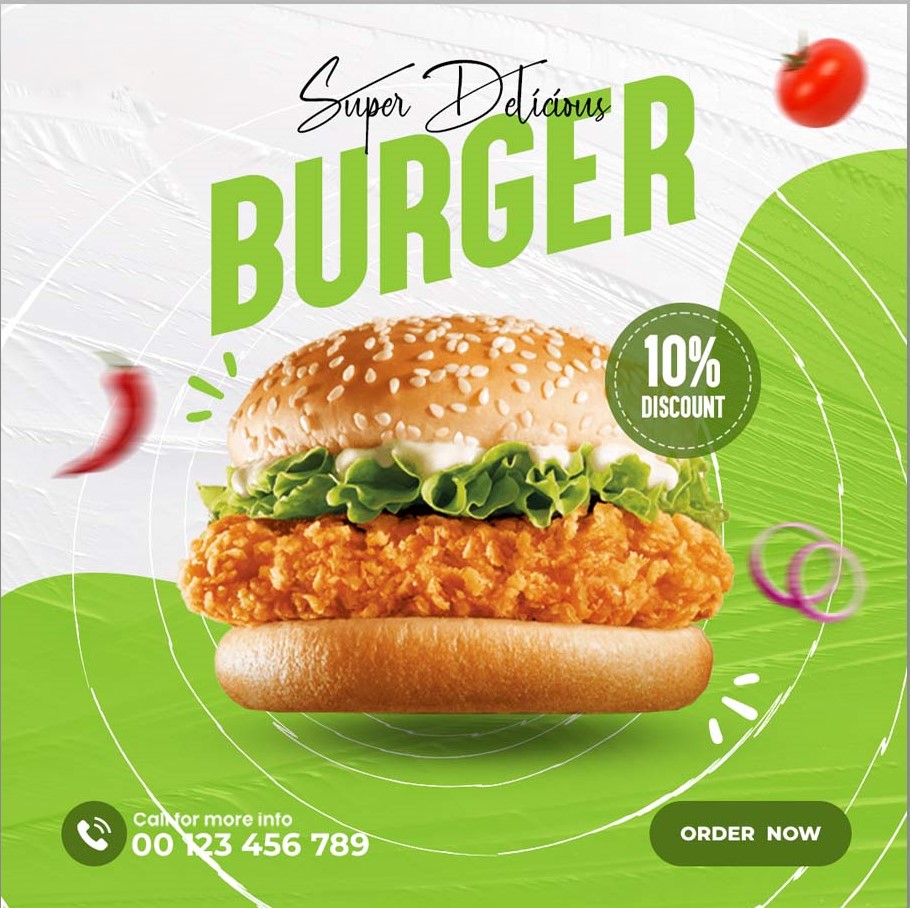 Super Delicious
BURGER
10%
DISCOUNT
Call for more info
00 123 456 789
ORDER NOW